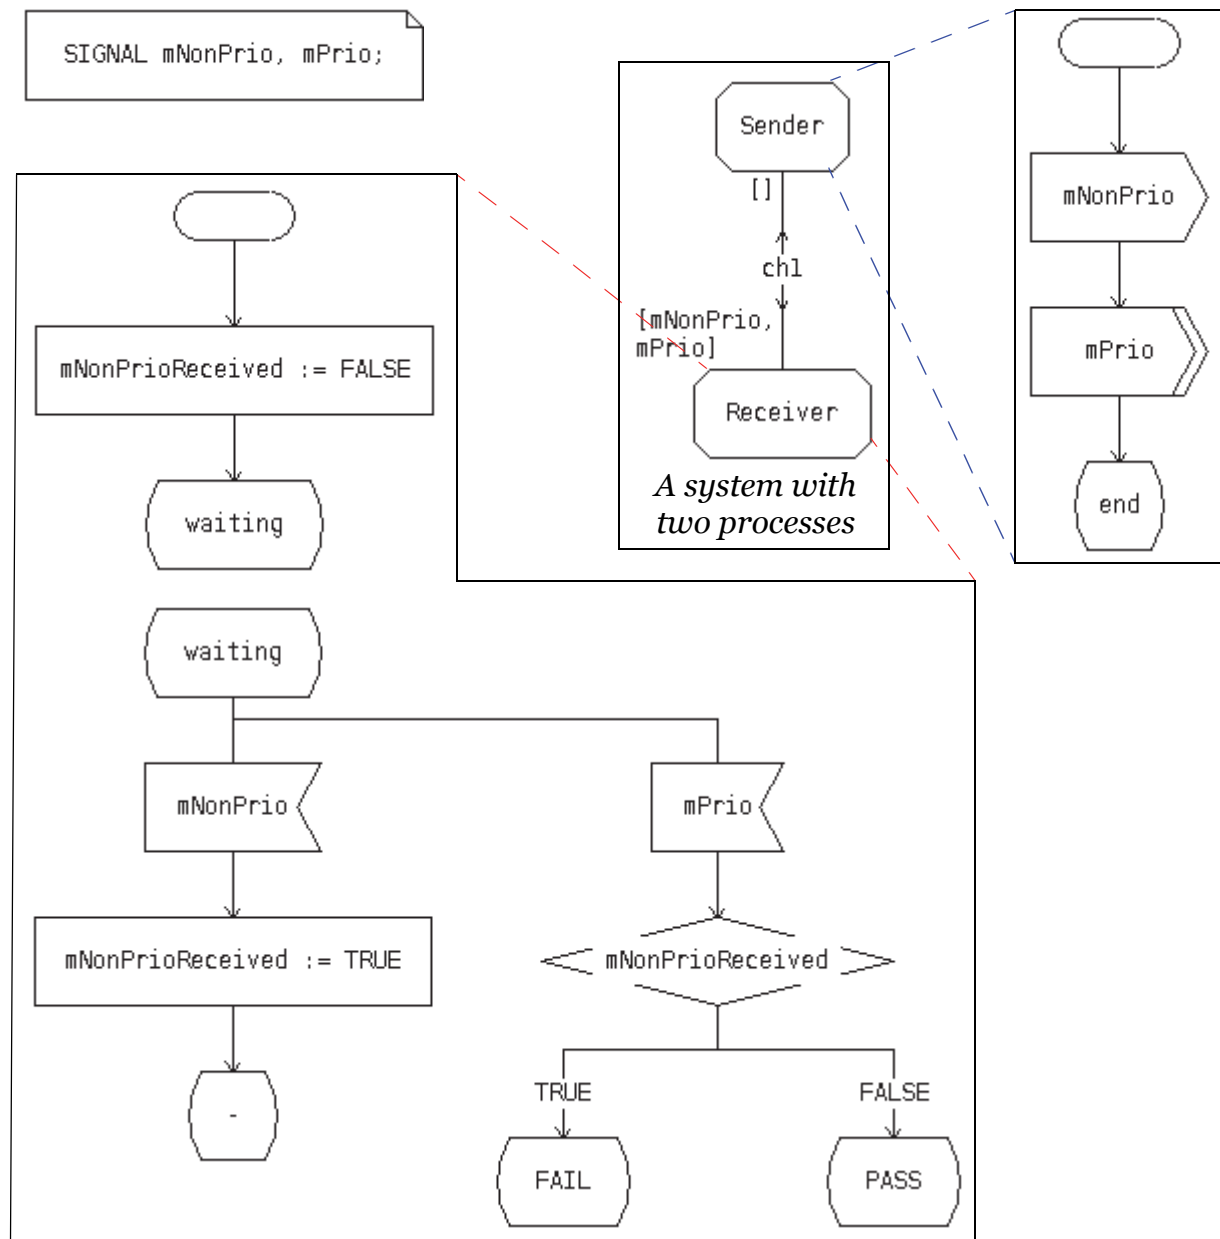 SIGNAL mNonPrio, mPrio;
Sender
[]
chl
[mNonPrio,
mPrio]
Receiver
A system with
two processes
mNonPrio
mPrio
end
mNonPrioReceived := FALSE
waiting
waiting
mNonPrio
mPrio
mNonPrioReceived := TRUE
mNonPrioReceived
-
TRUE
FALSE
FAIL
PASS